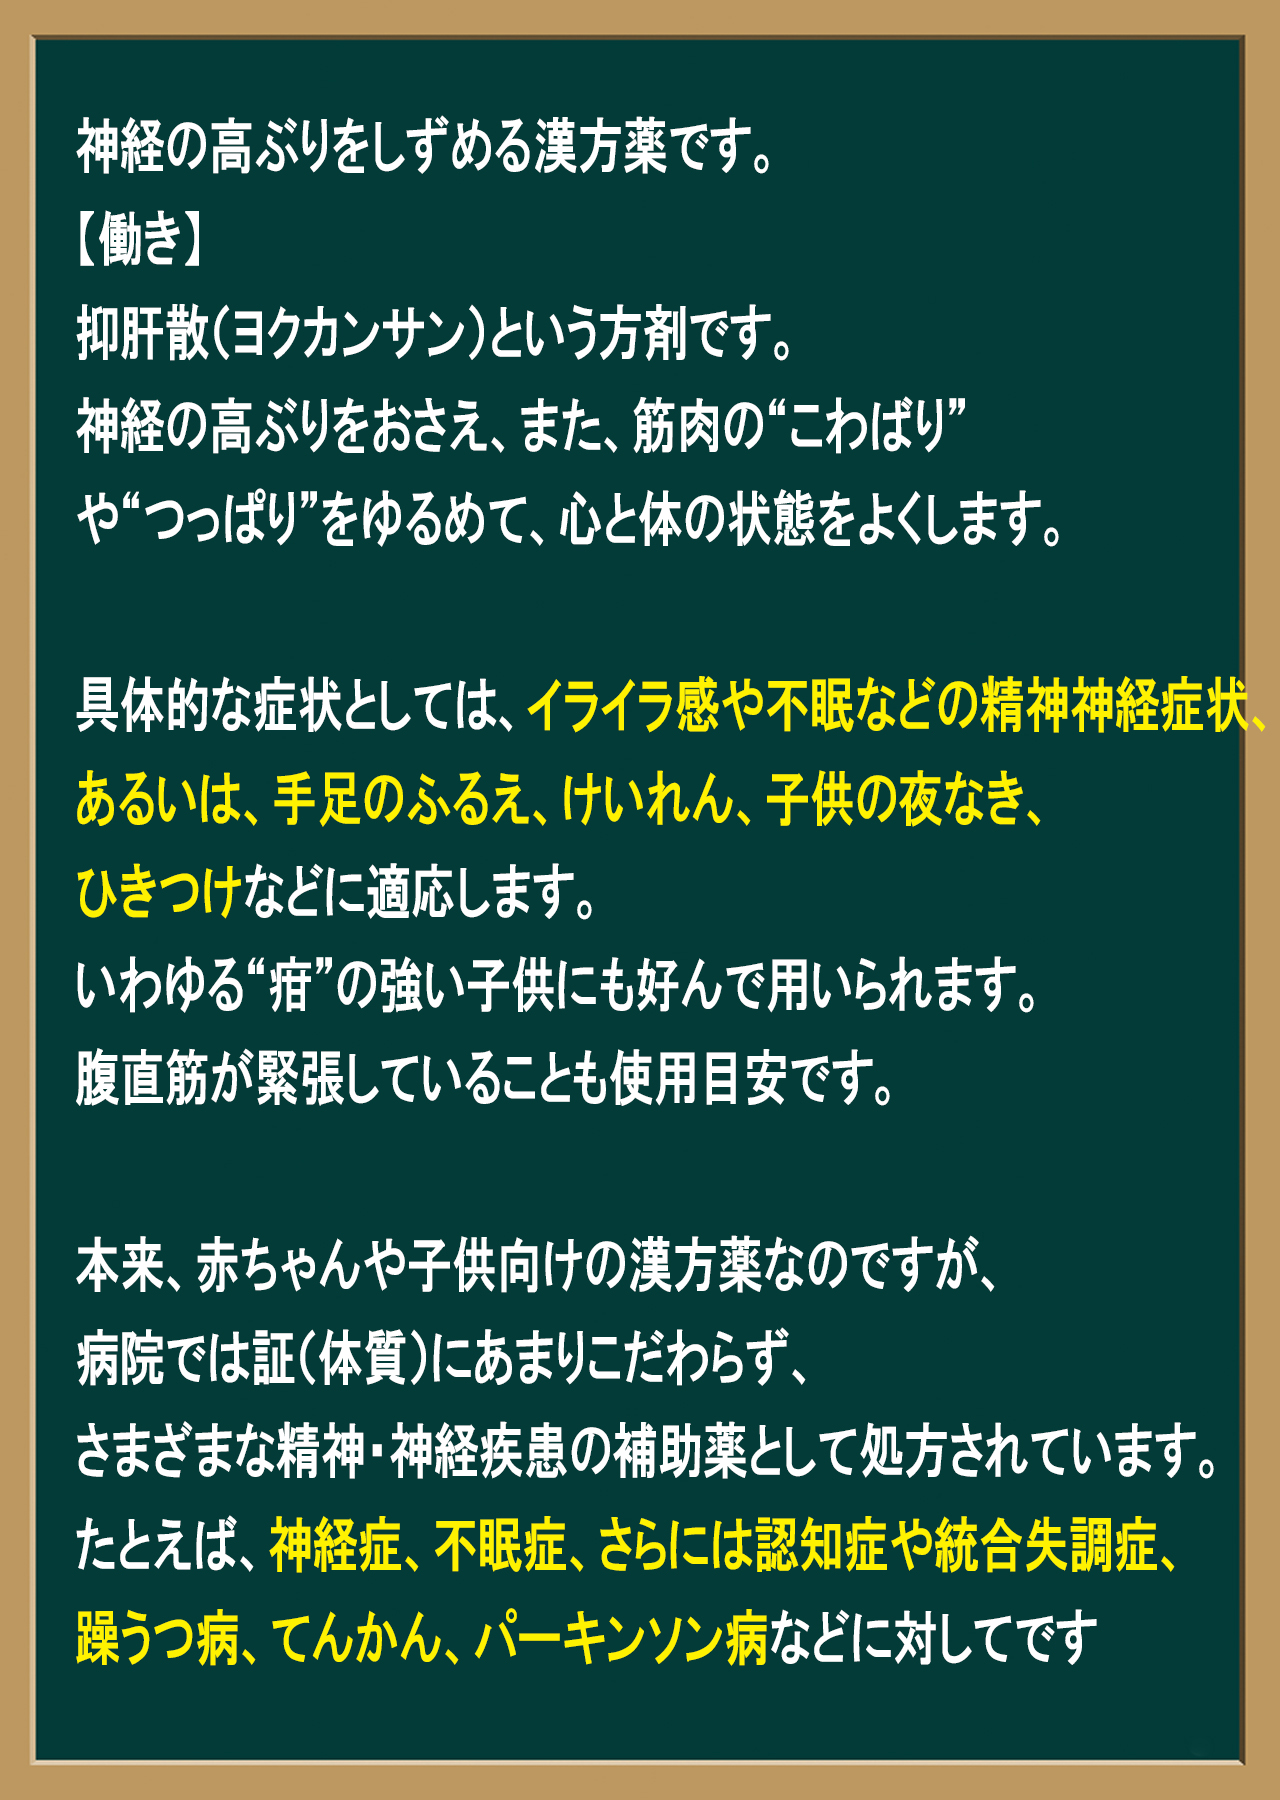 神経の高ぶりをしずめる漢方薬です。
【働き】
抑肝散（ヨクカンサン）という方剤です。
神経の高ぶりをおさえ、また、筋肉の“こわばり”
や“つっぱり”をゆるめて、心と体の状態をよくします。
具体的な症状としては、イライラ感や不眠などの精神神経症状、
あるいは、手足のふるえ、けいれん、子供の夜なき、
ひきつけなどに適応します。
いわゆる“疳”の強い子供にも好んで用いられます。
腹直筋が緊張していることも使用目安です。
本来、赤ちゃんや子供向けの漢方薬なのですが、
病院では証（体質）にあまりこだわらず、
さまざまな精神・神経疾患の補助薬として処方されています。
たとえば、神経症、不眠症、さらには認知症や統合失調症、
躁うつ病、てんかん、パーキンソン病などに対してです